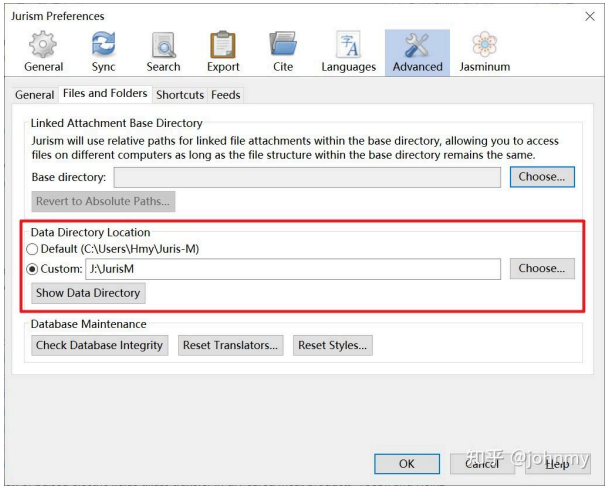 Jurism Preferences
General Sync Search Export Cite Languages Advanced Jasminum
General Files and Folders Shortcuts Feeds
Linked Attachment Base Directory
Jurism will use relative paths for linked file attachments within the base directory, allowing you to access
files on different computers as long as the file structure within the base directory remains the same.
Base directory: Choose...
Revert to Absolute Paths...
Data Directory Location
Default (C:\Users\Hmy\Juris-M)
Custom: J:\JurisM Choose...
Show Data Directory
Database Maintenance
Check Database Integrity Reset Translators... Reset Styles...
OK Cancel Help
知乎 @johnmy